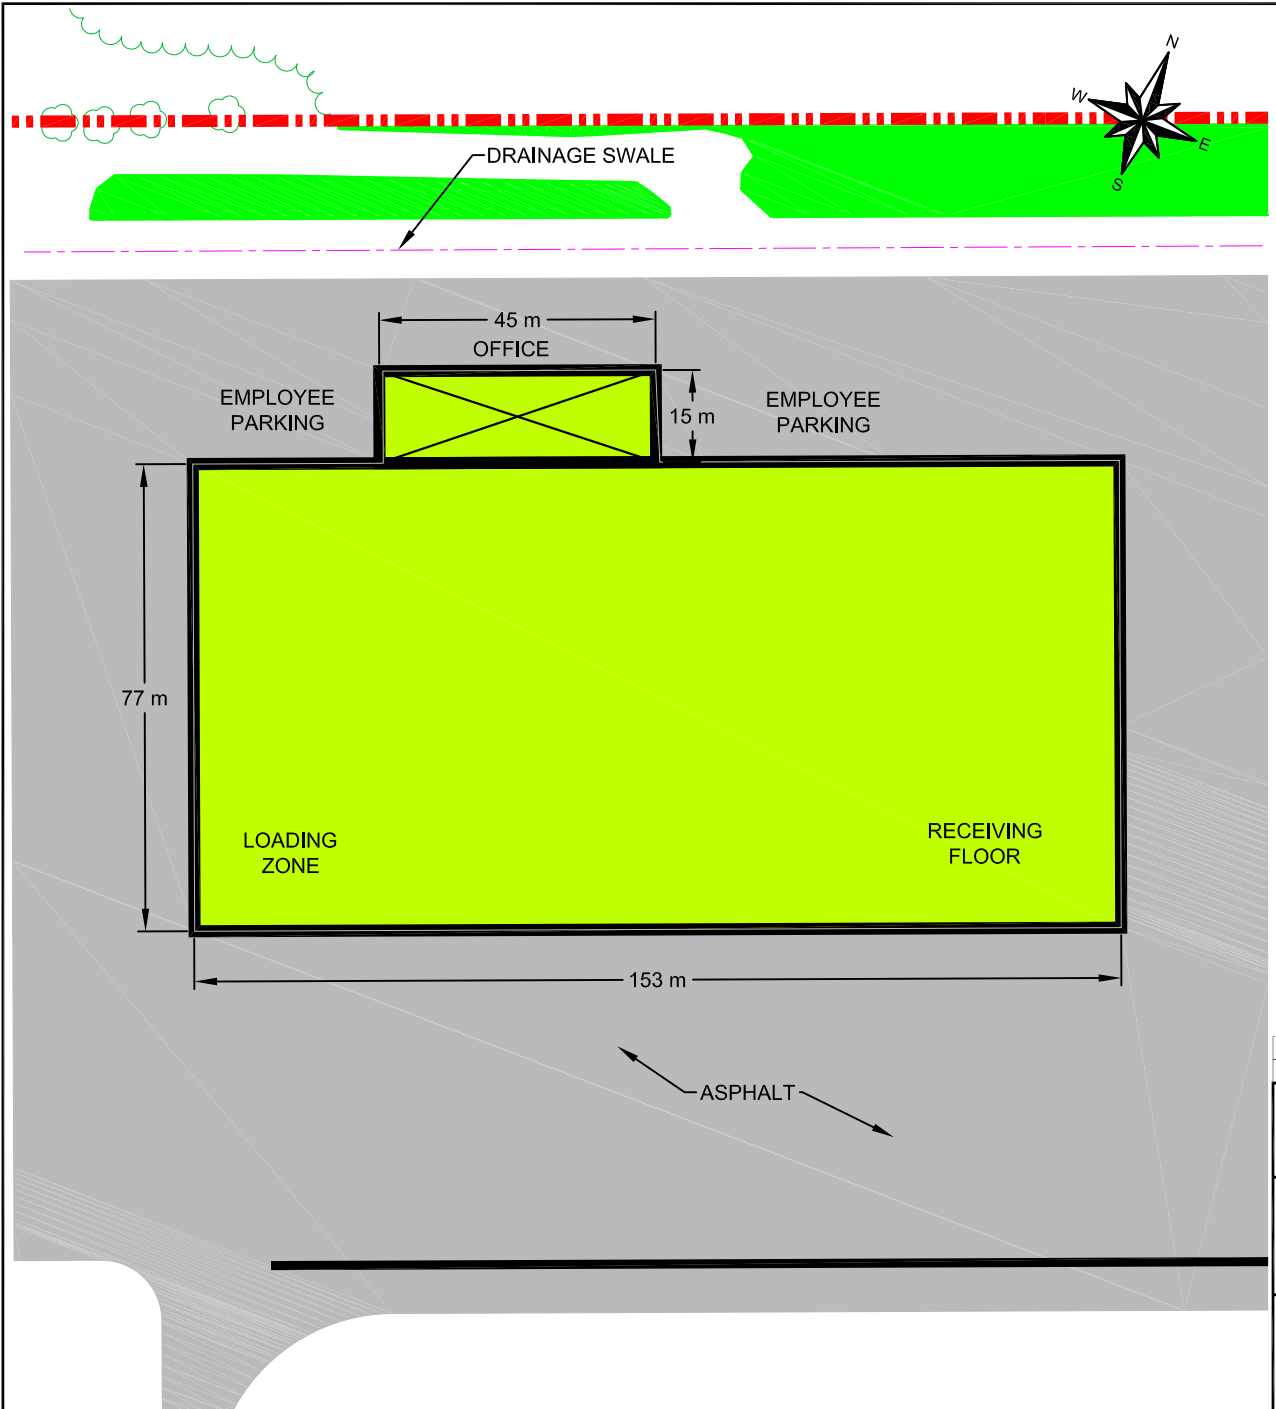 N
W
E
S
DRAINAGE SWALE
45 m
OFFICE
EMPLOYEE
PARKING
15 m
EMPLOYEE
PARKING
77 m
LOADING
ZONE
RECEIVING
FLOOR
153 m
ASPHALT